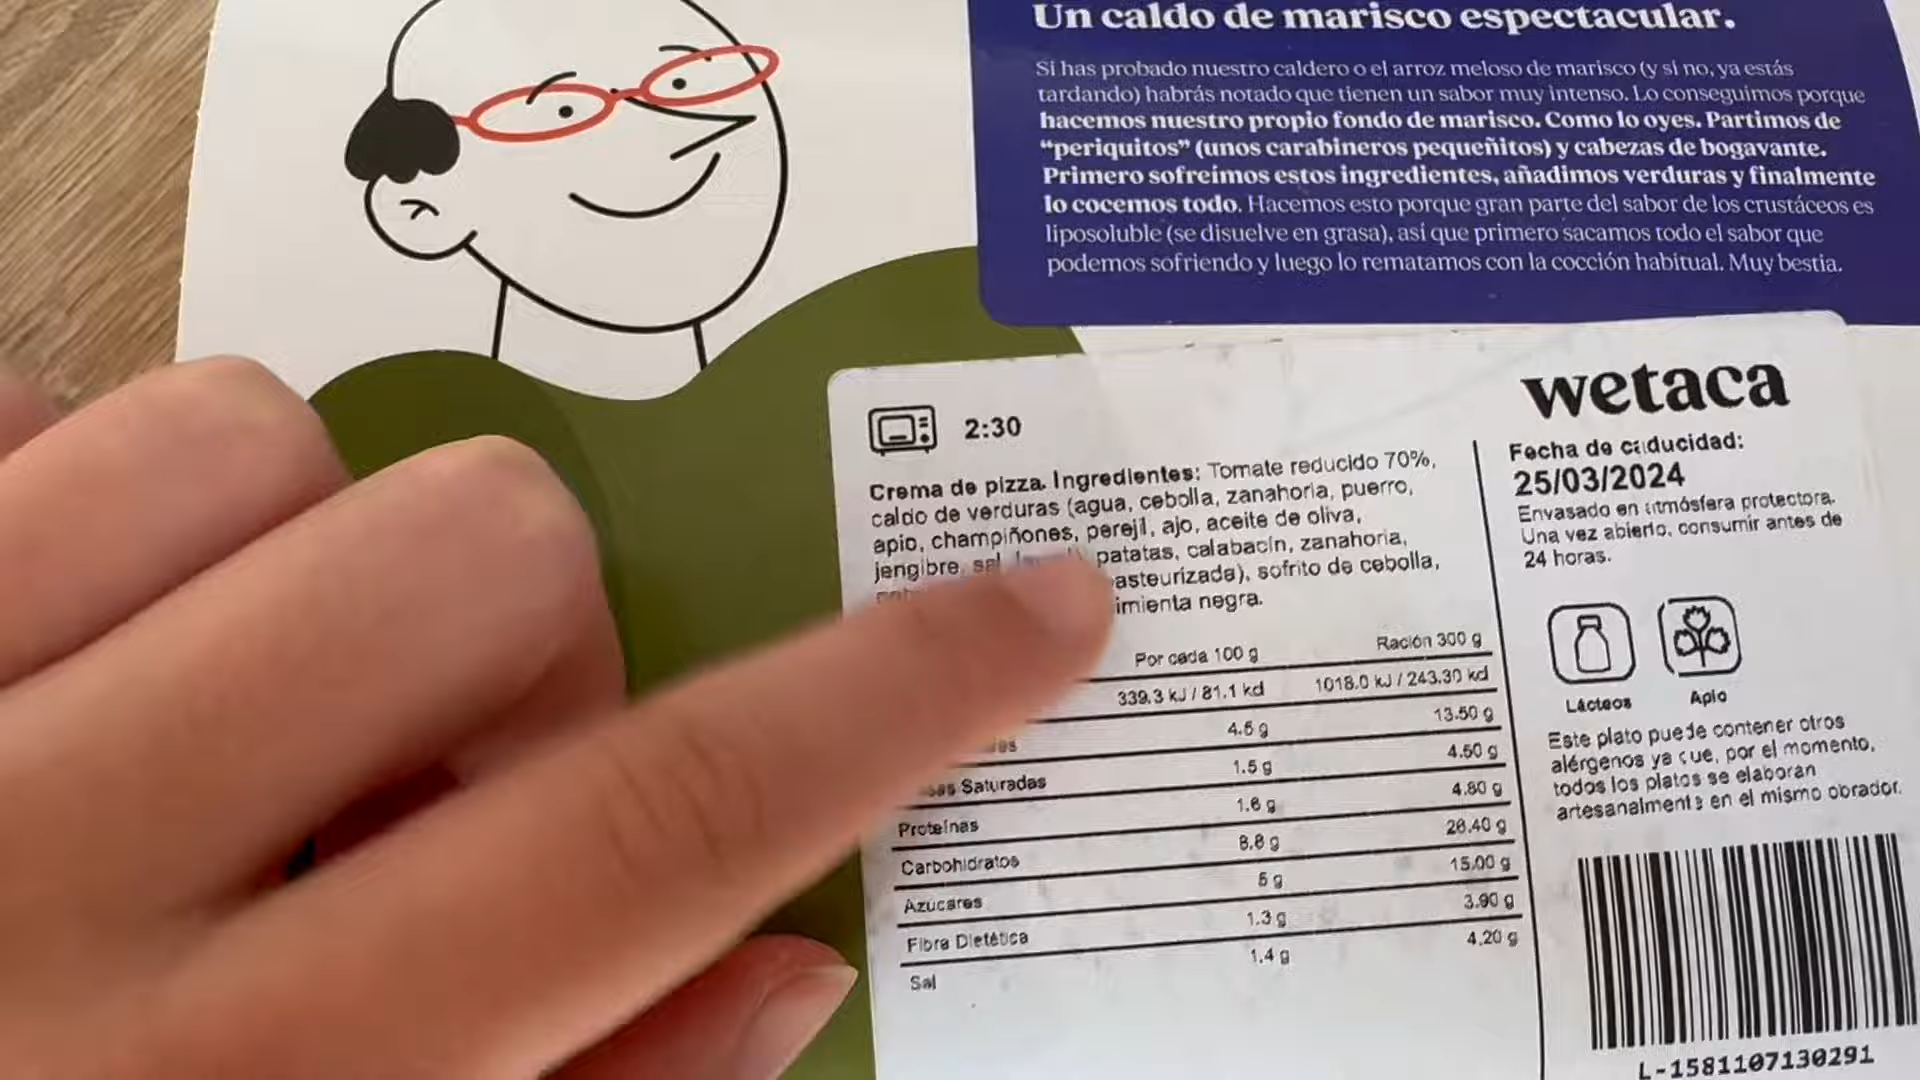 Un caldo de marisco espectacular.
Si has probado nuestro caldero o el arroz meloso de marisco (y si no, ya estás
tardando) habrás notado que tienen un sabor muy intenso. Lo conseguimos porque
hacemos nuestro propio fondo de marisco. Como lo oyes. Partimos de
“periquitos” (unos carabineros pequeñitos) y cabezas de bogavante.
Primero sofreímos estos ingredientes, añadimos verduras y finalmente
lo cocemos todo. Hacemos esto porque gran parte del sabor de los crustáceos es
liposoluble (se disuelve en grasa), así que primero sacamos todo el sabor que
podemos sofriendo y luego lo rematamos con la cocción habitual. Muy bestia.
2:30
Crema de pizza. Ingredientes: Tomate reducido 70%,
caldo de verduras (agua, cebolla, zanahoria, puerro,
apio, champiñones, perejil, ajo, aceite de oliva,
jengibre, sal patatas, calabacín, zanahoria,
sofrito de cebolla,
negra.
Por cada 100 g Ración 300 g
339.3 kJ / 81.1 kcl 1018.0 kJ / 243.30 kcl
4.5 g 13.50 g
Saturadas 1.5 g 4.50 g
Proteínas 1.6 g 4.80 g
Carbohidratos 8.8 g 26.40 g
Azúcares 5 g 15.00 g
Fibra Dietética 1.3 g 3.90 g
Sal 1.4 g 4.20 g
wetaca
Fecha de caducidad:
25/03/2024
Envasado en atmósfera protectora.
Una vez abierto, consumir antes de
24 horas.
Lácteos Apio
Este plato puede contener otros
alérgenos ya que, por el momento,
todos los platos se elaboran
artesanalmente en el mismo obrador.
L-1581107130291